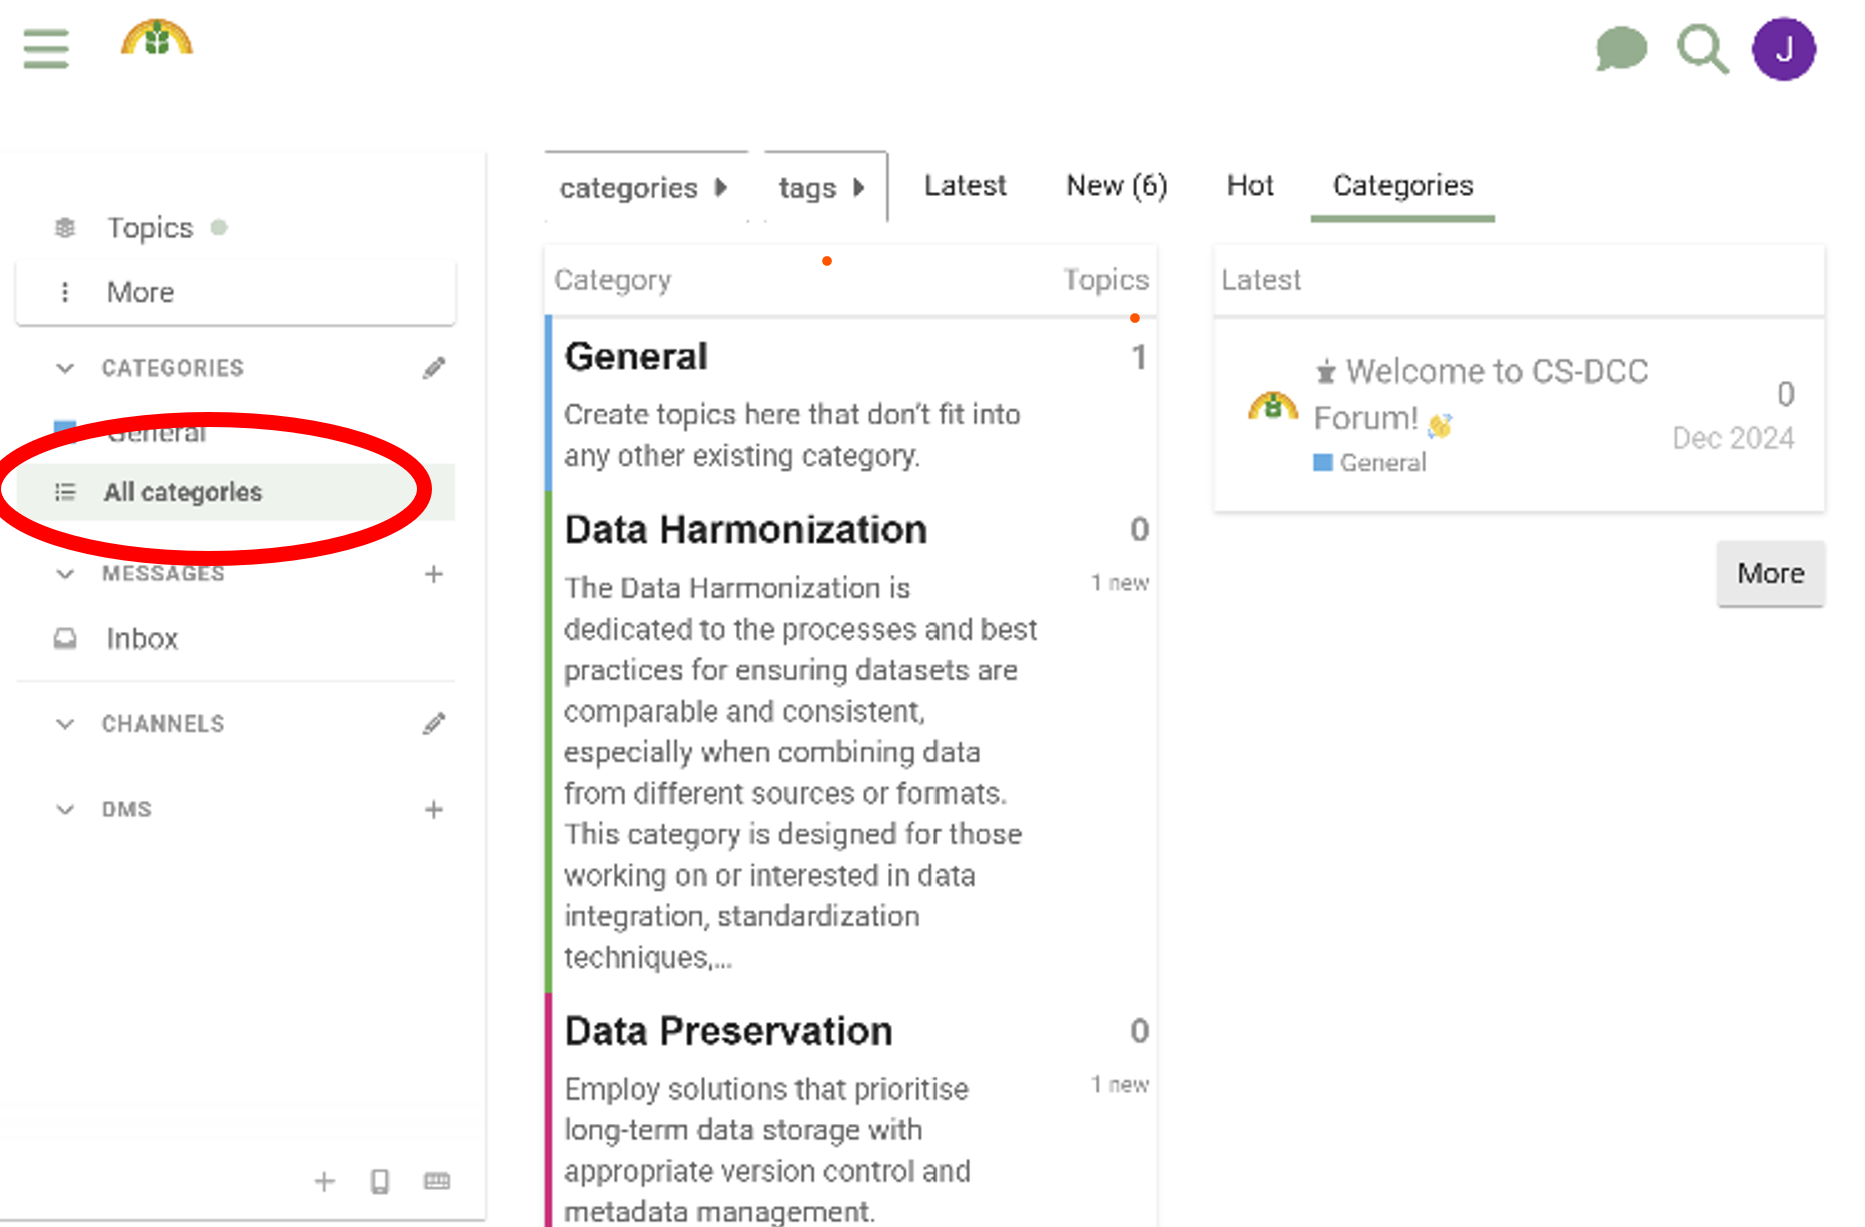 J
Topics
More
CATEGORIES
General
All categories
MESSAGES
Inbox
CHANNELS
DMS
categories
tags
Latest
New (6)
Hot
Categories
Category Topics
General 1
Create topics here that don't fit into
any other existing category.
Data Harmonization 0
The Data Harmonization is 1 new
dedicated to the processes and best
practices for ensuring datasets are
comparable and consistent,
especially when combining data
from different sources or formats.
This category is designed for those
working on or interested in data
integration, standardization
techniques,...
Data Preservation 0
Employ solutions that prioritise 1 new
long-term data storage with
appropriate version control and
metadata management.
Latest
Welcome to CS-DCC
Forum!
General
0
Dec 2024
More